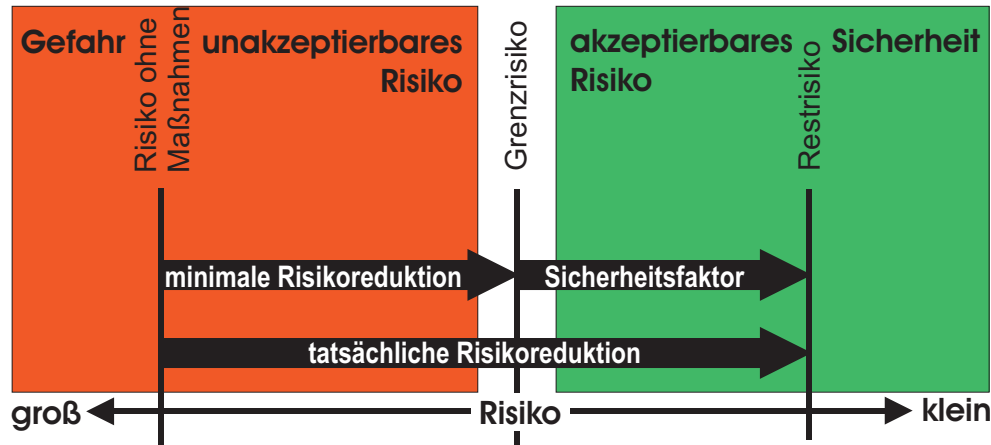 Gefahr
unakzeptierbares
Risiko
akzeptierbares
Risiko
Sicherheit
Risiko ohne
Maßnahmen
Grenzrisiko
Restrisiko
minimale Risikoreduktion
Sicherheitsfaktor
tatsächliche Risikoreduktion
groß
Risiko
klein